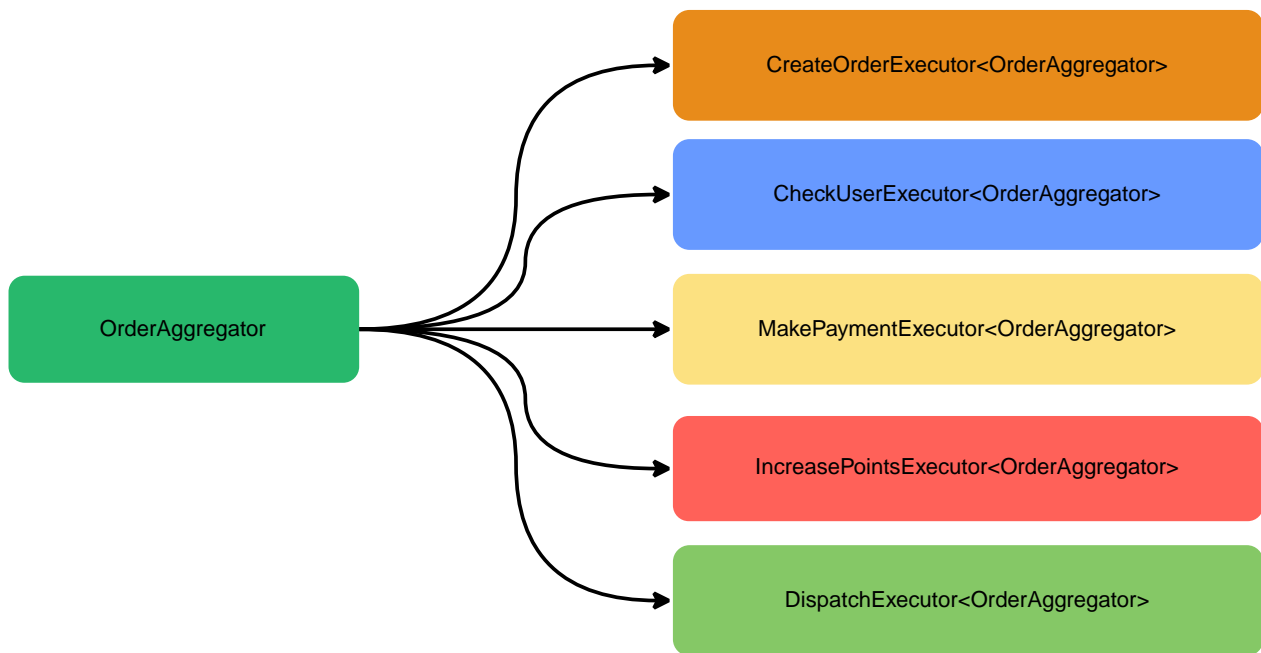 CreateOrderExecutor<OrderAggregator>
CheckUserExecutor<OrderAggregator>
OrderAggregator
MakePaymentExecutor<OrderAggregator>
IncreasePointsExecutor<OrderAggregator>
DispatchExecutor<OrderAggregator>